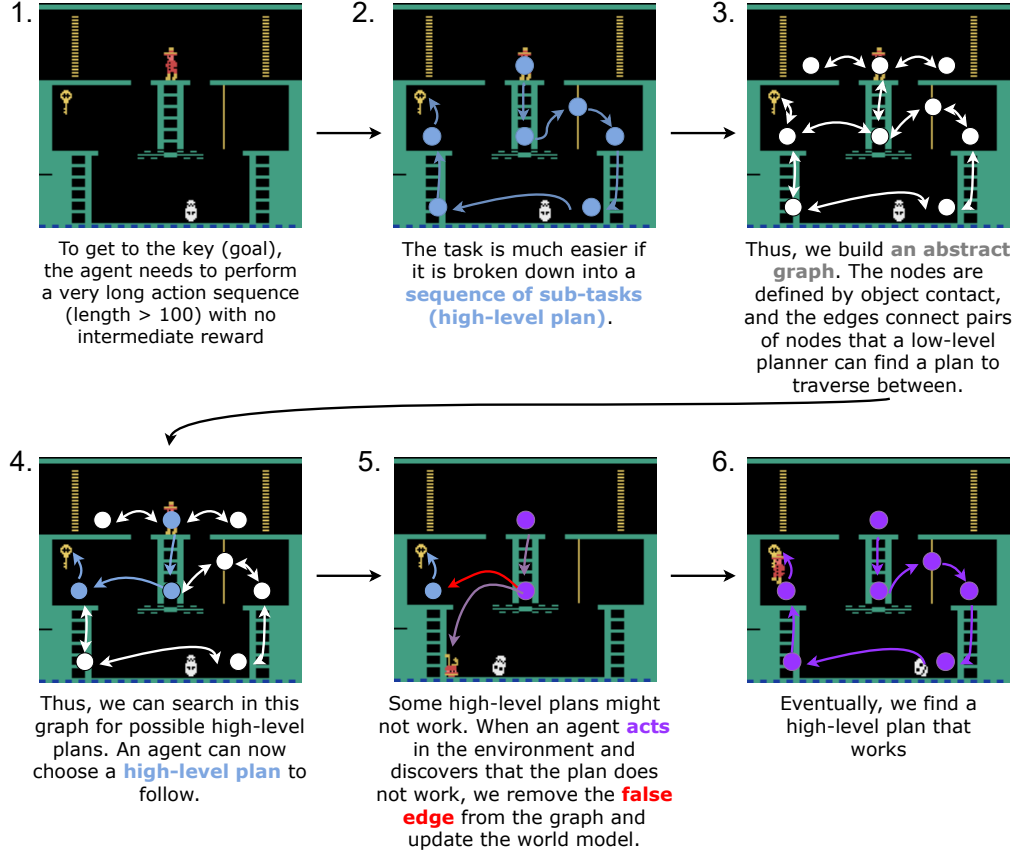 1.
To get to the key (goal),
the agent needs to perform
a very long action sequence
(length > 100) with no
intermediate reward
2.
The task is much easier if
it is broken down into a
sequence of sub-tasks
(high-level plan).
3.
Thus, we build an abstract
graph. The nodes are
defined by object contact,
and the edges connect pairs
of nodes that a low-level
planner can find a plan to
traverse between.
4.
Thus, we can search in this
graph for possible high-level
plans. An agent can now
choose a high-level plan to
follow.
5.
Some high-level plans might
not work. When an agent acts
in the environment and
discovers that the plan does
not work, we remove the false
edge from the graph and
update the world model.
6.
Eventually, we find a
high-level plan that
works